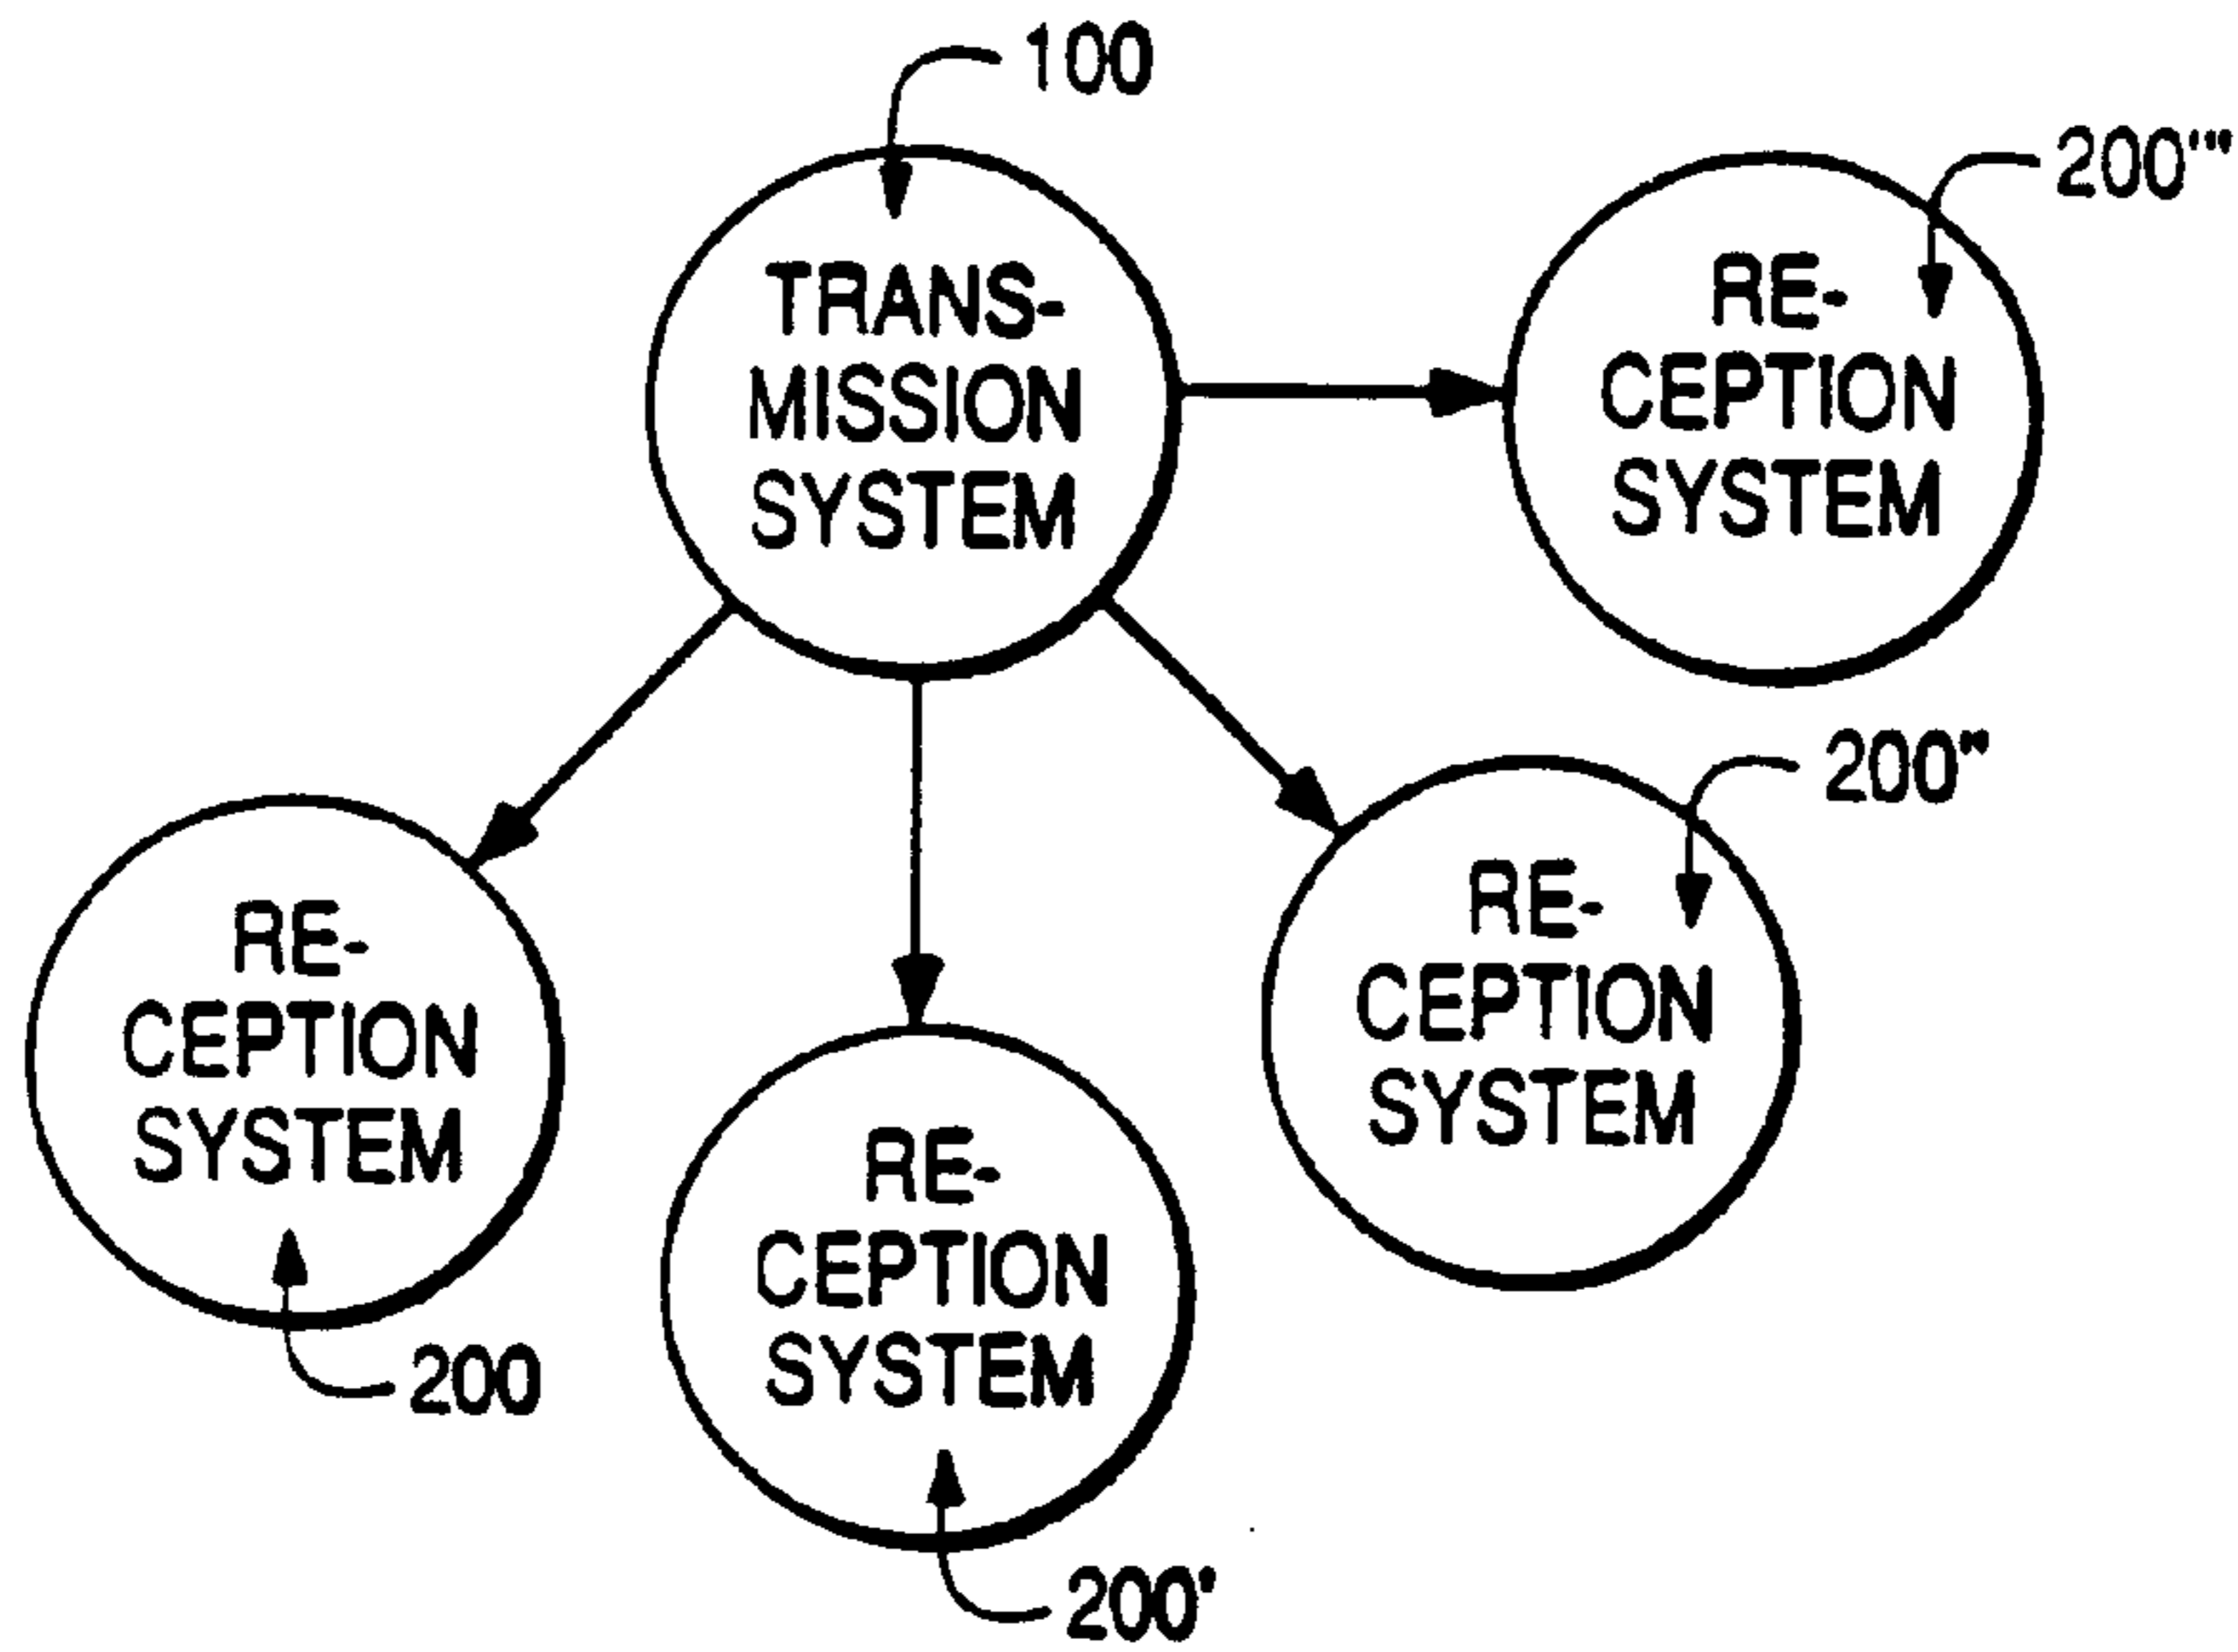 100
TRANS-
MISSION
SYSTEM
200'''
RE-
CEPTION
SYSTEM
200''
RE-
CEPTION
SYSTEM
RE-
CEPTION
SYSTEM
200
RE-
CEPTION
SYSTEM
200'